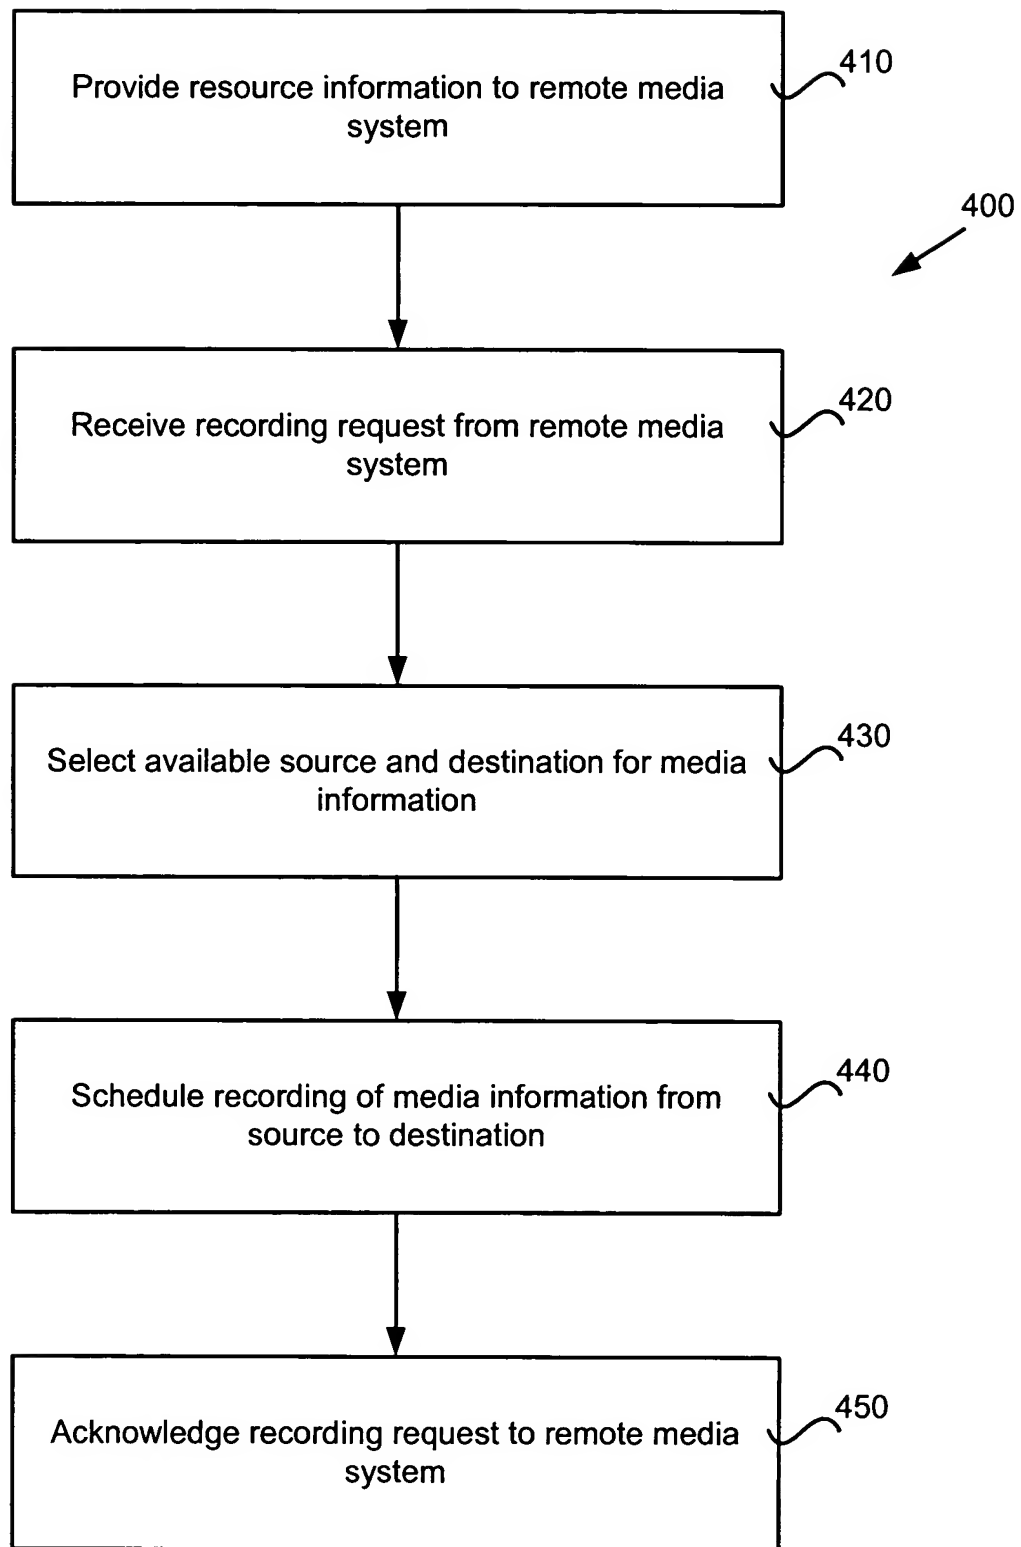 Provide resource information to remote media
system
410
400
Receive recording request from remote media
system
420
Select available source and destination for media
information
430
Schedule recording of media information from
source to destination
440
Acknowledge recording request to remote media
system
450